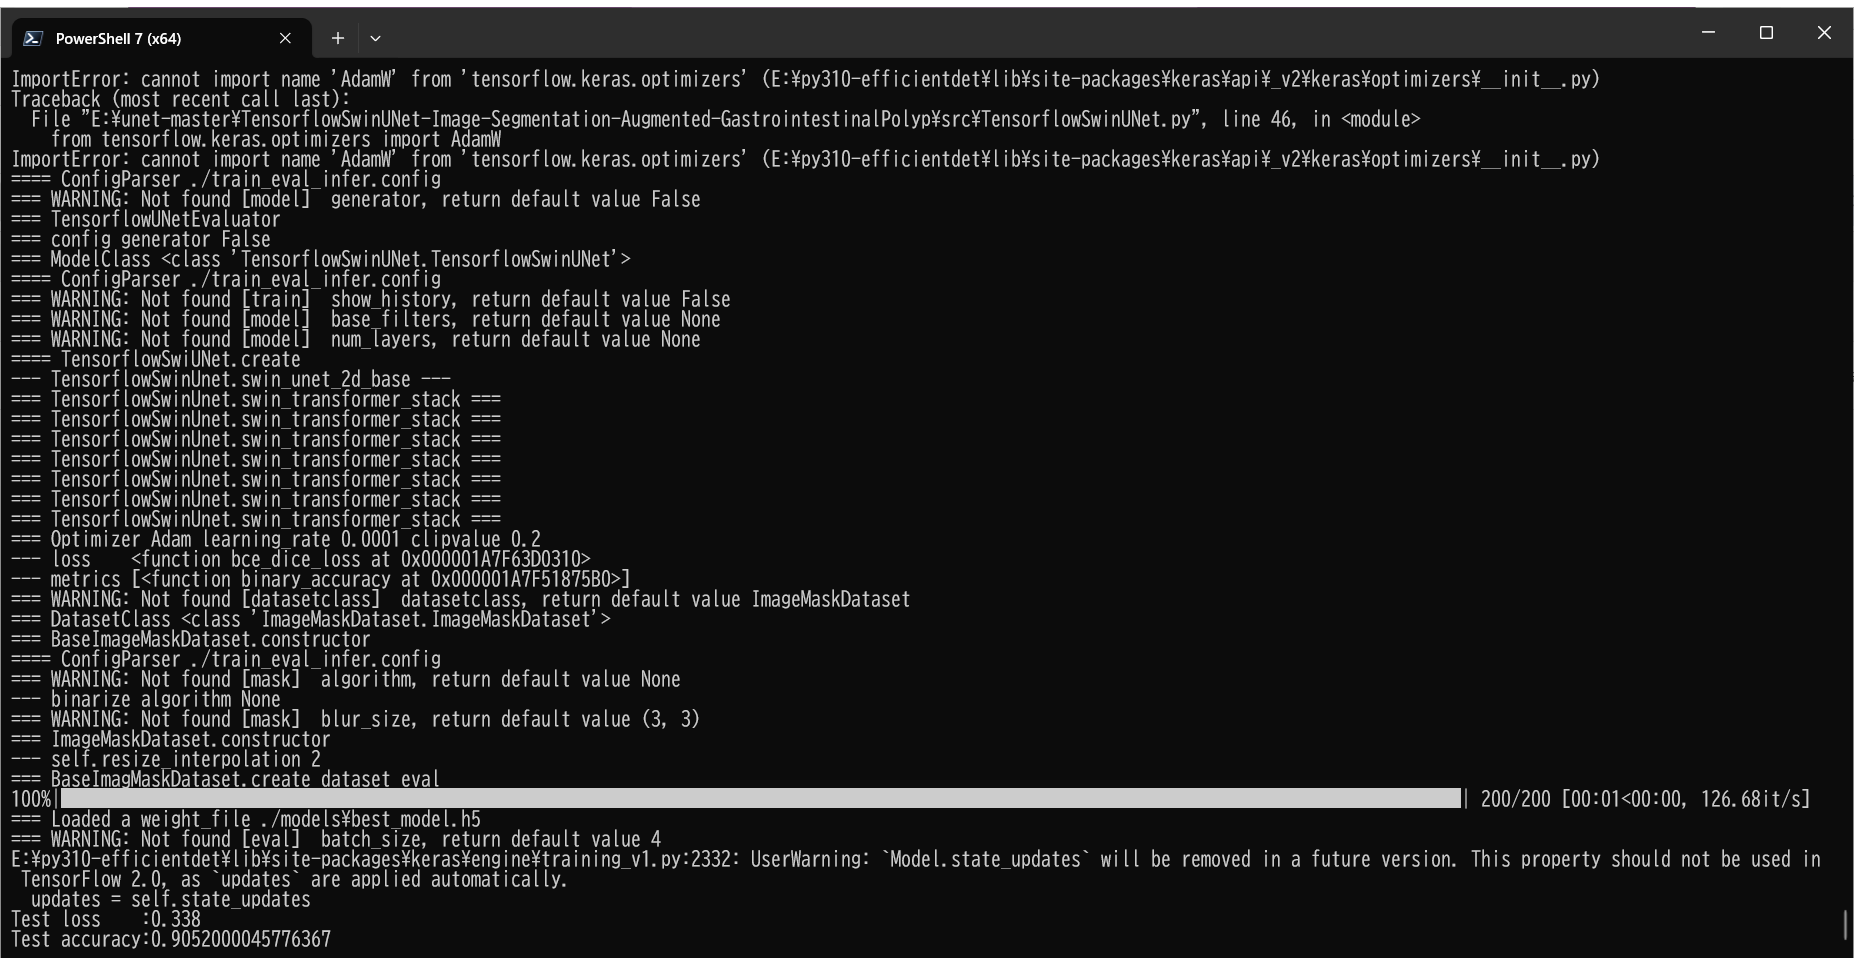 PowerShell 7 (x64)
ImportError: cannot import name 'AdamW' from 'tensorflow.keras.optimizers' (E:¥py310-efficientdet¥lib¥site-packages¥keras¥api¥_v2¥keras¥optimizers¥__init__.py)
Traceback (most recent call last):
  File "E:¥unet-master¥TensorflowSwinUNet-Image-Segmentation-Augmented-GastrointestinalPolyp¥src¥TensorflowSwinUNet.py", line 46, in <module>
    from tensorflow.keras.optimizers import AdamW
ImportError: cannot import name 'AdamW' from 'tensorflow.keras.optimizers' (E:¥py310-efficientdet¥lib¥site-packages¥keras¥api¥_v2¥keras¥optimizers¥__init__.py)
==== ConfigParser ./train_eval_infer.config
=== WARNING: Not found [model]  generator, return default value False
=== TensorflowUNetEvaluator
=== config generator False
=== ModelClass <class 'TensorflowSwinUNet.TensorflowSwinUNet'>
==== ConfigParser ./train_eval_infer.config
=== WARNING: Not found [train]  show_history, return default value False
=== WARNING: Not found [model]  base_filters, return default value None
=== WARNING: Not found [model]  num_layers, return default value None
==== TensorflowSwiUNet.create
--- TensorflowSwinUnet.swin_unet_2d_base ---
=== TensorflowSwinUnet.swin_transformer_stack ===
=== TensorflowSwinUnet.swin_transformer_stack ===
=== TensorflowSwinUnet.swin_transformer_stack ===
=== TensorflowSwinUnet.swin_transformer_stack ===
=== TensorflowSwinUnet.swin_transformer_stack ===
=== TensorflowSwinUnet.swin_transformer_stack ===
=== TensorflowSwinUnet.swin_transformer_stack ===
=== Optimizer Adam learning_rate 0.0001 clipvalue 0.2
--- loss    <function bce_dice_loss at 0x000001A7F63D0310>
--- metrics [<function binary_accuracy at 0x000001A7F51875B0>]
=== WARNING: Not found [datasetclass]  datasetclass, return default value ImageMaskDataset
=== DatasetClass <class 'ImageMaskDataset.ImageMaskDataset'>
=== BaseImageMaskDataset.constructor
==== ConfigParser ./train_eval_infer.config
=== WARNING: Not found [mask]  algorithm, return default value None
--- binarize algorithm None
=== WARNING: Not found [mask]  blur_size, return default value (3, 3)
=== ImageMaskDataset.constructor
--- self.resize_interpolation 2
=== BaseImagMaskDataset.create dataset eval
100%| | 200/200 [00:01<00:00, 126.68it/s]
=== Loaded a weight_file ./models¥best_model.h5
=== WARNING: Not found [eval]  batch_size, return default value 4
E:¥py310-efficientdet¥lib¥site-packages¥keras¥engine¥training_v1.py:2332: UserWarning: `Model.state_updates` will be removed in a future version. This property should not be used in
 TensorFlow 2.0, as `updates` are applied automatically.
  updates = self.state_updates
Test loss    :0.338
Test accuracy:0.9052000045776367